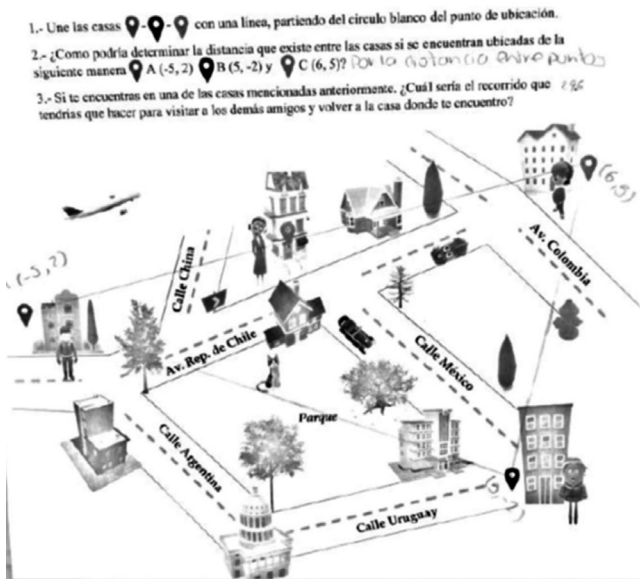 1.- Une las casas - - con una línea, partiendo del circulo blanco del punto de ubicación.
2.- ¿Como podría determinar la distancia que existe entre las casas si se encuentran ubicadas de la
siguiente manera A (-5, 2) B (5, -2) y C (6, 5)? Por la distancia entre puntos
3.- Si te encuentras en una de las casas mencionadas anteriormente. ¿Cuál sería el recorrido que
tendrías que hacer para visitar a los demás amigos y volver a la casa donde te encuentro?
(6,5)
Av. Colombia
Calle China
(-5,2)
Av. Rep. de Chile
Calle México
Parque
Calle Argentina
Calle Uruguay